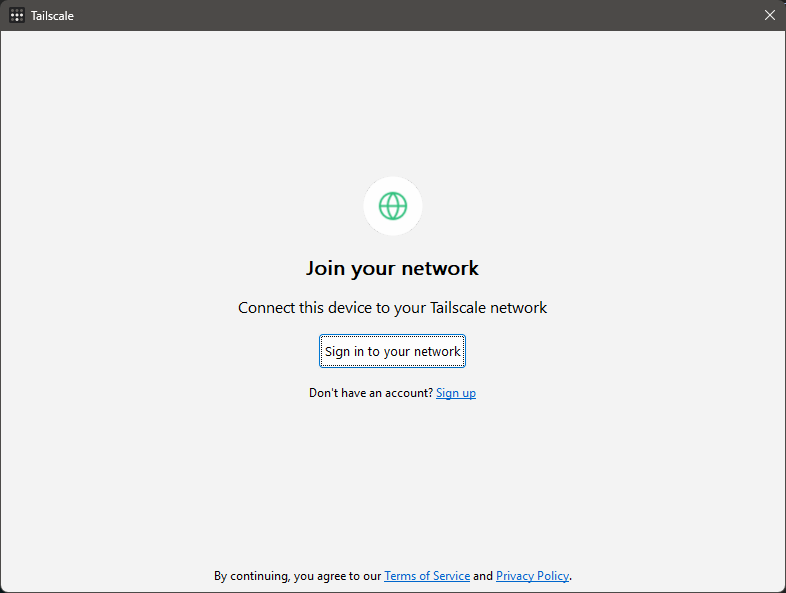 Tailscale
Join your network
Connect this device to your Tailscale network
Sign in to your network
Don't have an account? Sign up
By continuing, you agree to our Terms of Service and Privacy Policy.